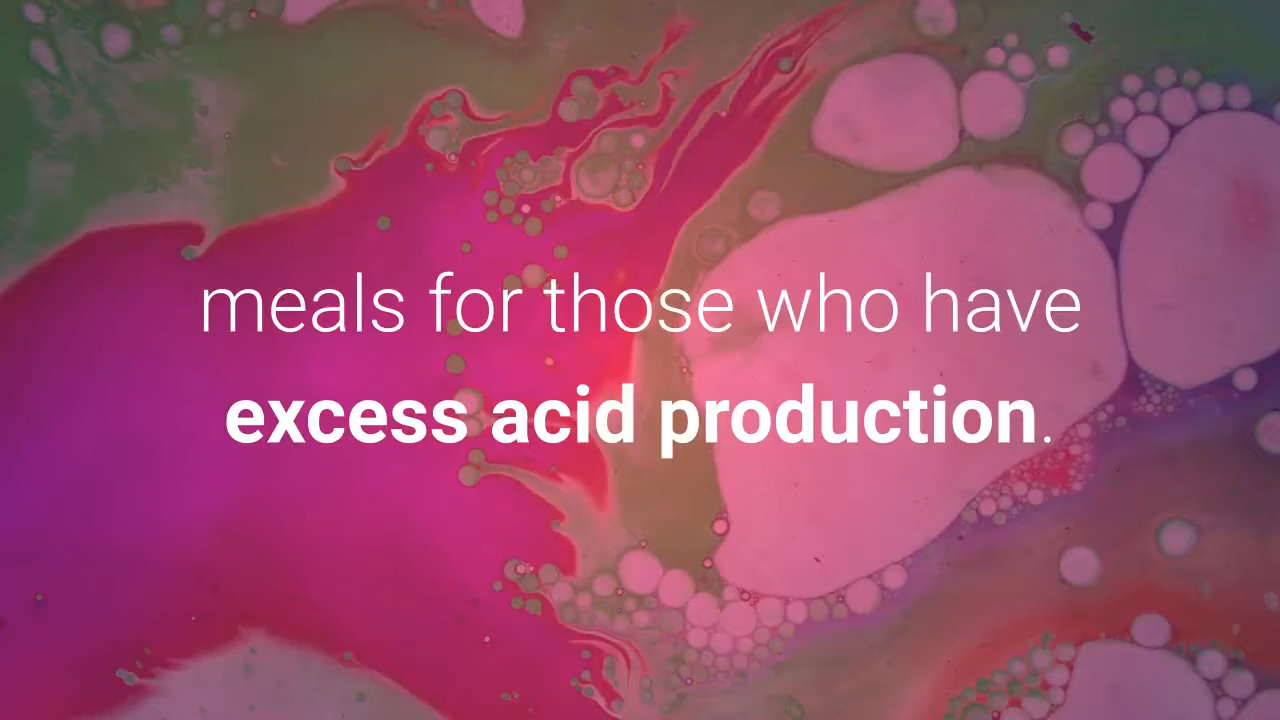 meals for those who have
excess acid production.